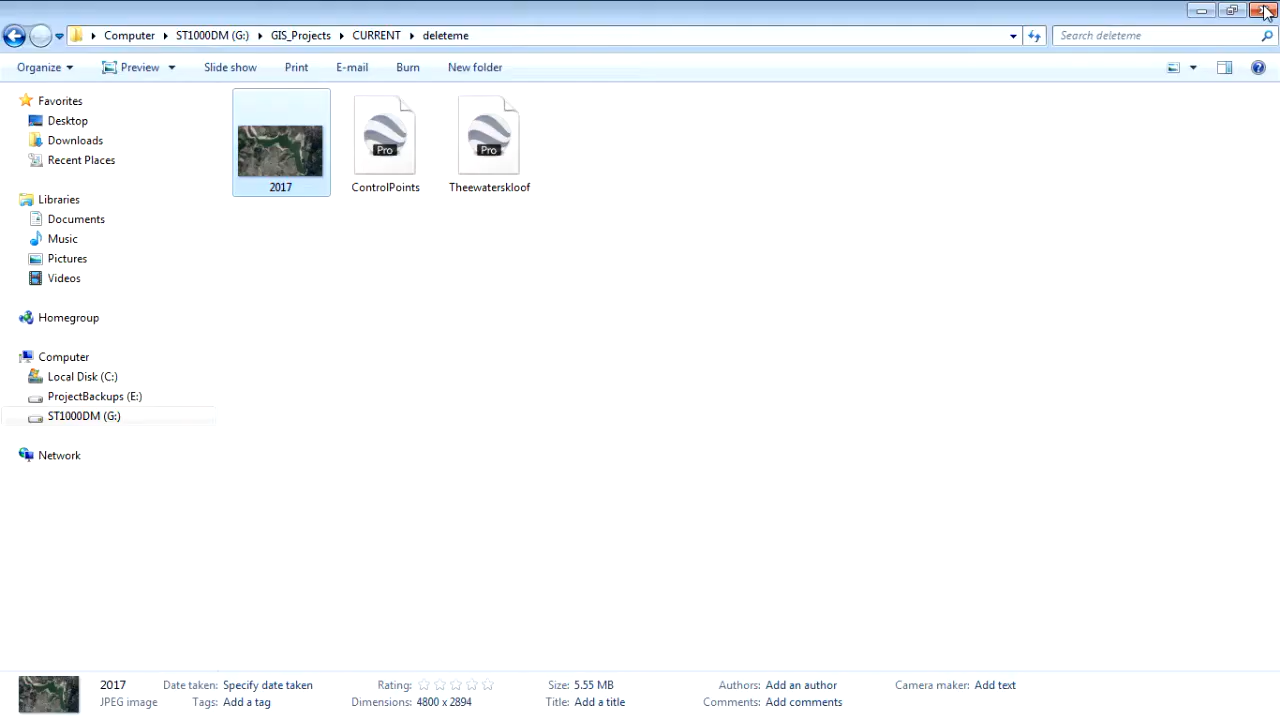 Computer ST1000DM (G:) GIS_Projects CURRENT deleteme Search deleteme
Organize Preview Slide show Print E-mail Burn New folder
Favorites
Desktop
Downloads
Recent Places
Libraries
Documents
Music
Pictures
Videos
Homegroup
Computer
Local Disk (C:)
ProjectBackups (E:)
ST1000DM (G:)
Network
2017
Pro
ControlPoints
Pro
Theewaterskloof
2017 Date taken: Specify date taken Rating: Size: 5.55 MB Authors: Add an author Camera maker: Add text
JPEG image Tags: Add a tag Dimensions: 4800 x 2894 Title: Add a title Comments: Add comments